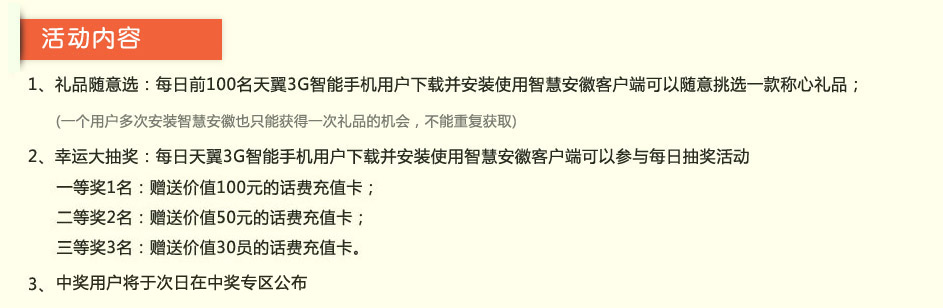 活动内容
1、礼品随意选：每日前100名天翼3G智能手机用户下载并安装使用智慧安徽客户端可以随意挑选一款称心礼品；
(一个用户多次安装智慧安徽也只能获得一次礼品的机会，不能重复获取)
2、幸运大抽奖：每日天翼3G智能手机用户下载并安装使用智慧安徽客户端可以参与每日抽奖活动
一等奖1名：赠送价值100元的话费充值卡；
二等奖2名：赠送价值50元的话费充值卡；
三等奖3名：赠送价值30员的话费充值卡。
3、中奖用户将于次日在中奖专区公布